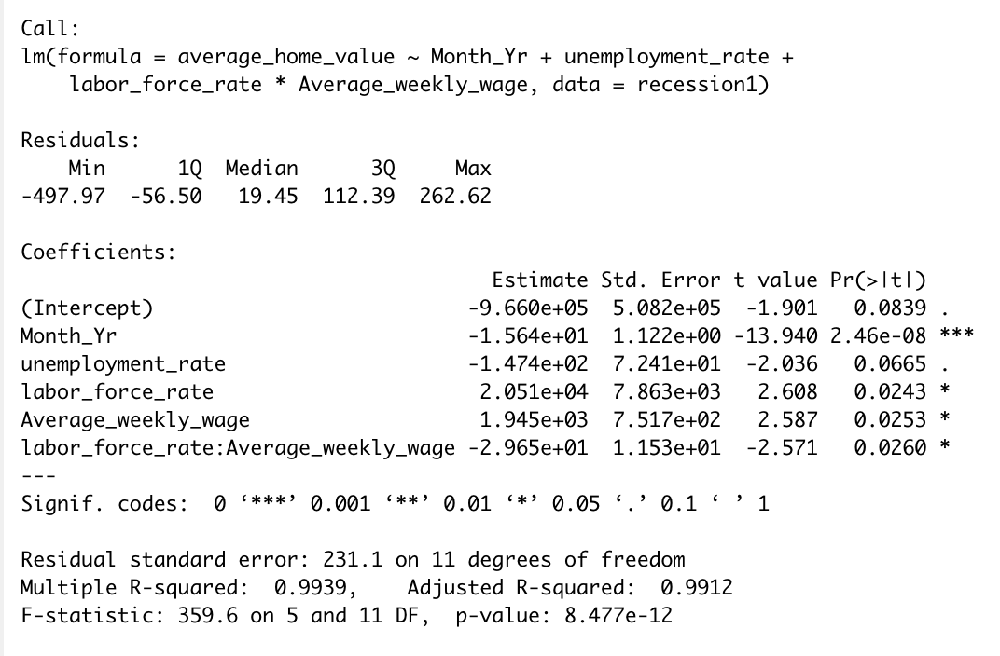 Call:
lm(formula = average_home_value ~ Month_Yr + unemployment_rate +
    labor_force_rate * Average_weekly_wage, data = recession1)

Residuals:
    Min      1Q  Median      3Q     Max
-497.97  -56.50   19.45  112.39  262.62

Coefficients:
                                       Estimate Std. Error t value Pr(>|t|)
(Intercept)                          -9.660e+05  5.082e+05  -1.901   0.0839 .
Month_Yr                             -1.564e+01  1.122e+00 -13.940 2.46e-08 ***
unemployment_rate                    -1.474e+02  7.241e+01  -2.036   0.0665 .
labor_force_rate                      2.051e+04  7.863e+03   2.608   0.0243 *
Average_weekly_wage                   1.945e+03  7.517e+02   2.587   0.0253 *
labor_force_rate:Average_weekly_wage -2.965e+01  1.153e+01  -2.571   0.0260 *
---
Signif. codes:  0 ‘***’ 0.001 ‘**’ 0.01 ‘*’ 0.05 ‘.’ 0.1 ‘ ’ 1

Residual standard error: 231.1 on 11 degrees of freedom
Multiple R-squared:  0.9939,	Adjusted R-squared:  0.9912
F-statistic: 359.6 on 5 and 11 DF,  p-value: 8.477e-12